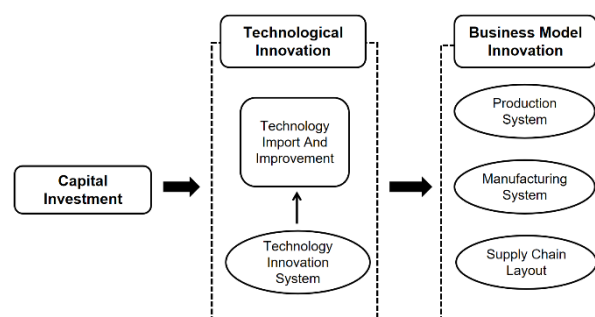 Technological
Innovation
Business Model
Innovation
Technology
Import And
Improvement
Production
System
Capital
Investment
Manufacturing
System
Technology
Innovation
System
Supply Chain
Layout